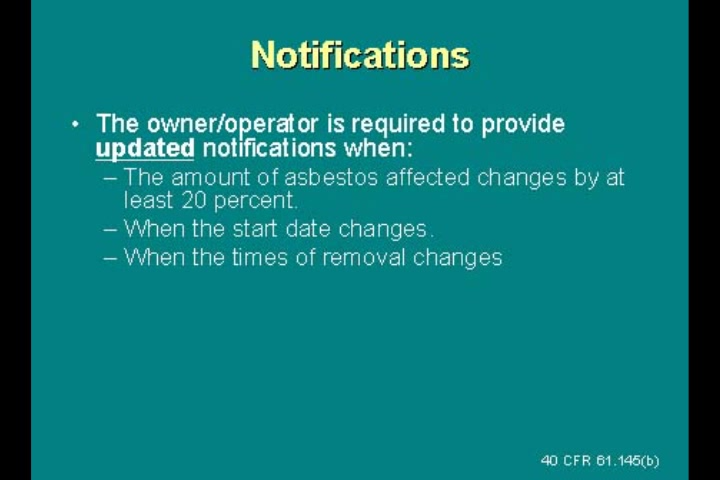 Notifications
• The owner/operator is required to provide
updated notifications when:
– The amount of asbestos affected changes by at
least 20 percent.
– When the start date changes.
– When the times of removal changes
40 CFR 61.145(b)